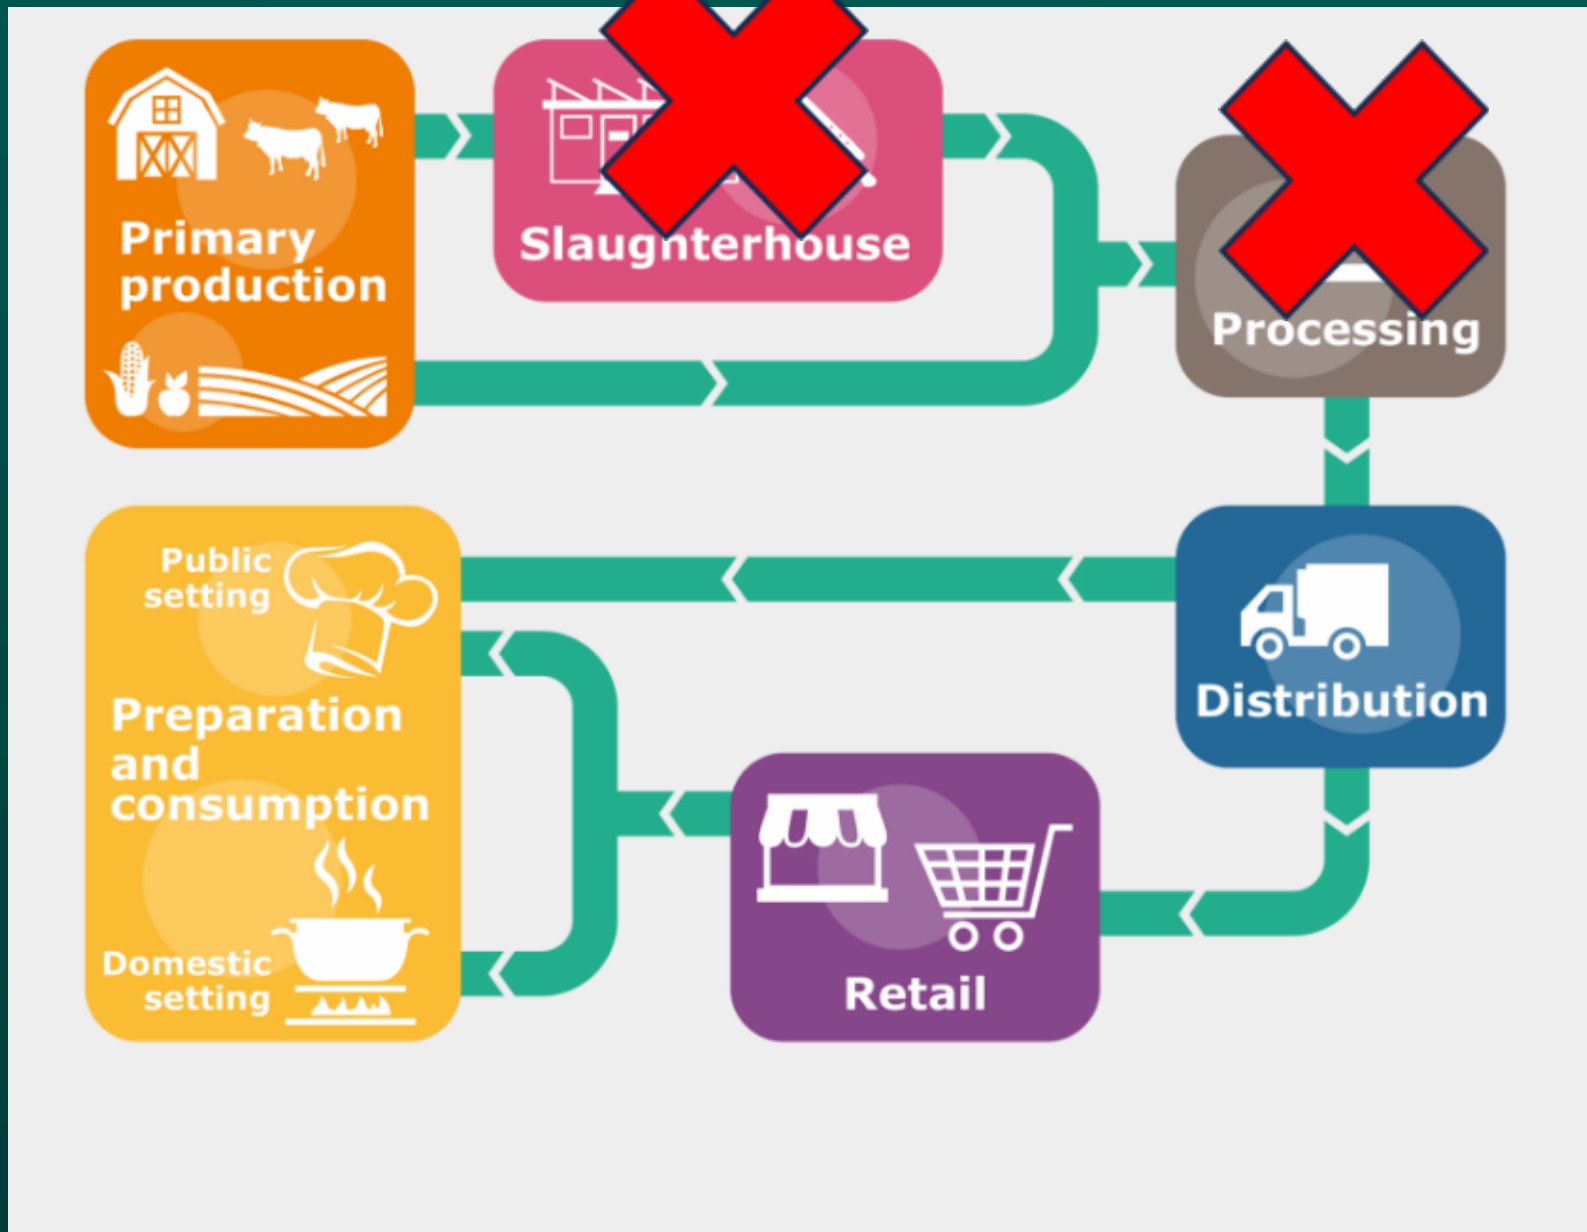 Primary
production
Slaughterhouse
Processing
Public
setting
Preparation
and
consumption
Domestic
setting
Distribution
Retail